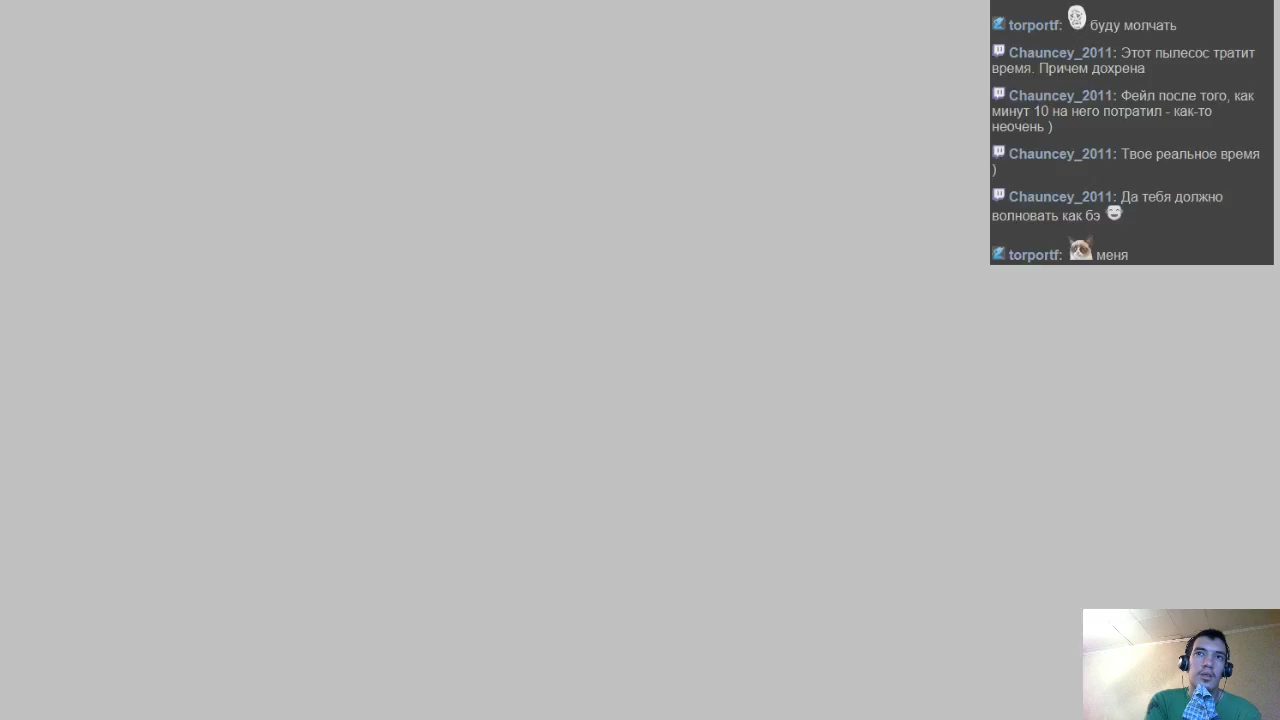 torportf: буду молчать
Chauncey_2011: Этот пылесос тратит
время. Причем дохрена
Chauncey_2011: Фейл после того, как
минут 10 на него потратил - как-то
неочень )
Chauncey_2011: Твое реальное время
)
Chauncey_2011: Да тебя должно
волновать как бэ
torportf: меня